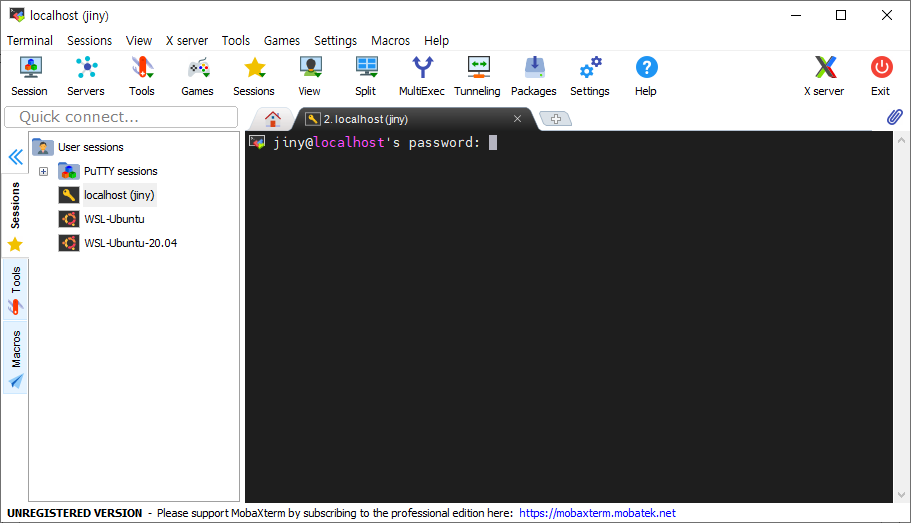 localhost (jiny)
Terminal Sessions View X server Tools Games Settings Macros Help
Session Servers Tools Games Sessions View Split MultiExec Tunneling Packages Settings Help X server Exit
Quick connect...
2. localhost (jiny)
User sessions
PuTTY sessions
localhost (jiny)
WSL-Ubuntu
WSL-Ubuntu-20.04
Sessions
Tools
Macros
jiny@localhost's password:
UNREGISTERED VERSION - Please support MobaXterm by subscribing to the professional edition here: https://mobaxterm.mobatek.net